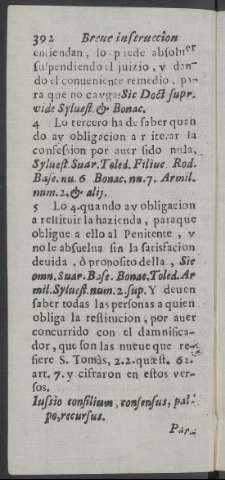 392 Breue instruccion
entiendan, lo puede absoluer
suspendiendo el juizio, y dan-
do el conueniente remedio, pa
ra que no cayga: Sic Doct supr.
vide Syluest. & Bonac.
4 Lo tercero ha de saber quan
do ay obligacion a riterar la
confession por auer sido nula,
Syluest. Suar. Toled. Filiuc. Rod.
Base. nu. 6. Bonac. nu. 7. Armil.
num. 2. & alij.
5 Lo 4. quando ay obligacion
a restituir la hazienda, paraque
obligue a ello al Penitente, y
no le absuelua sin la satisfacion
deuida, ò proposito della, Sic
omn. Suar. Base. Bonac. Toled. Ar
mil. Syluest. num. 2. sup. Y deuen
saber todas las personas a quien
obliga la restitucion, por auer
concurrido con el damnifica-
dor, que son las nueue que re-
fiere S. Tomàs, 2.2. quæst. 62.
art. 7. y cifraron en estos ver-
sos.
Iussio consilium, consensus, pal-
po, recursus.
Par-